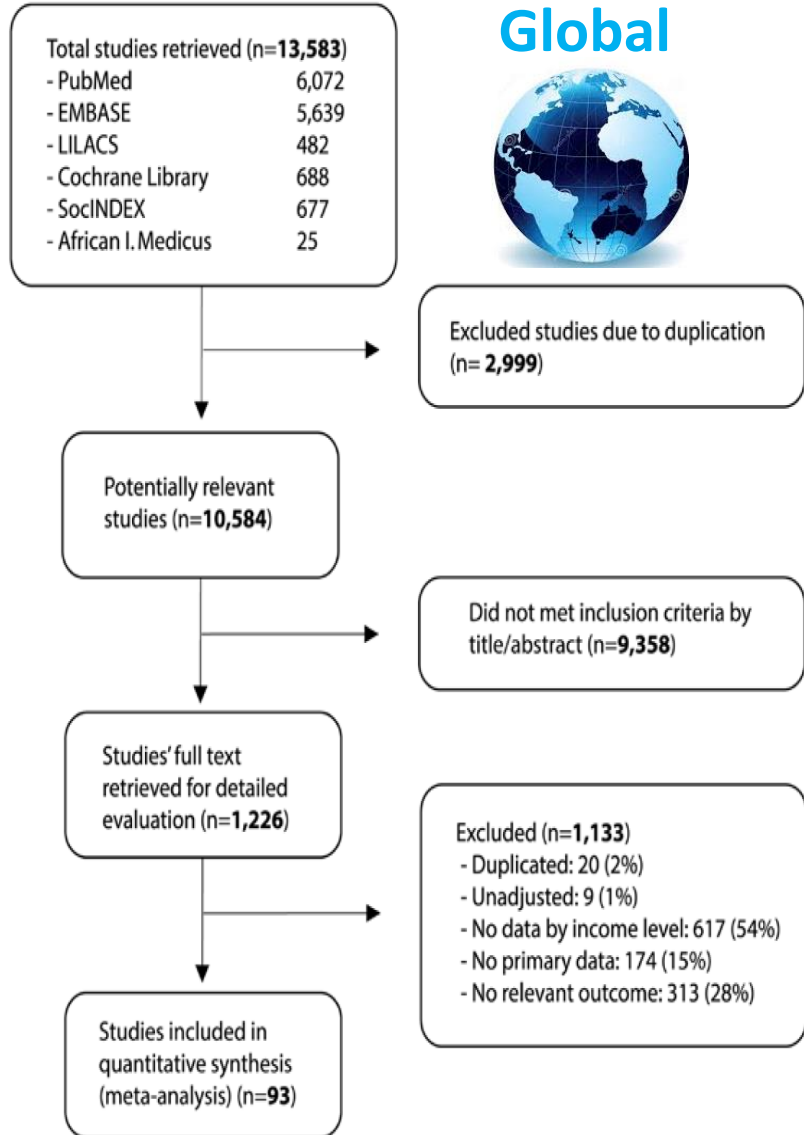 Global
Total studies retrieved (n=13,583)
- PubMed 6,072
- EMBASE 5,639
- LILACS 482
- Cochrane Library 688
- SocINDEX 677
- African I. Medicus 25
Excluded studies due to duplication
(n= 2,999)
Potentially relevant
studies (n=10,584)
Did not met inclusion criteria by
title/abstract (n=9,358)
Studies' full text
retrieved for detailed
evaluation (n=1,226)
Excluded (n=1,133)
- Duplicated: 20 (2%)
- Unadjusted: 9 (1%)
- No data by income level: 617 (54%)
- No primary data: 174 (15%)
- No relevant outcome: 313 (28%)
Studies included in
quantitative synthesis
(meta-analysis) (n=93)